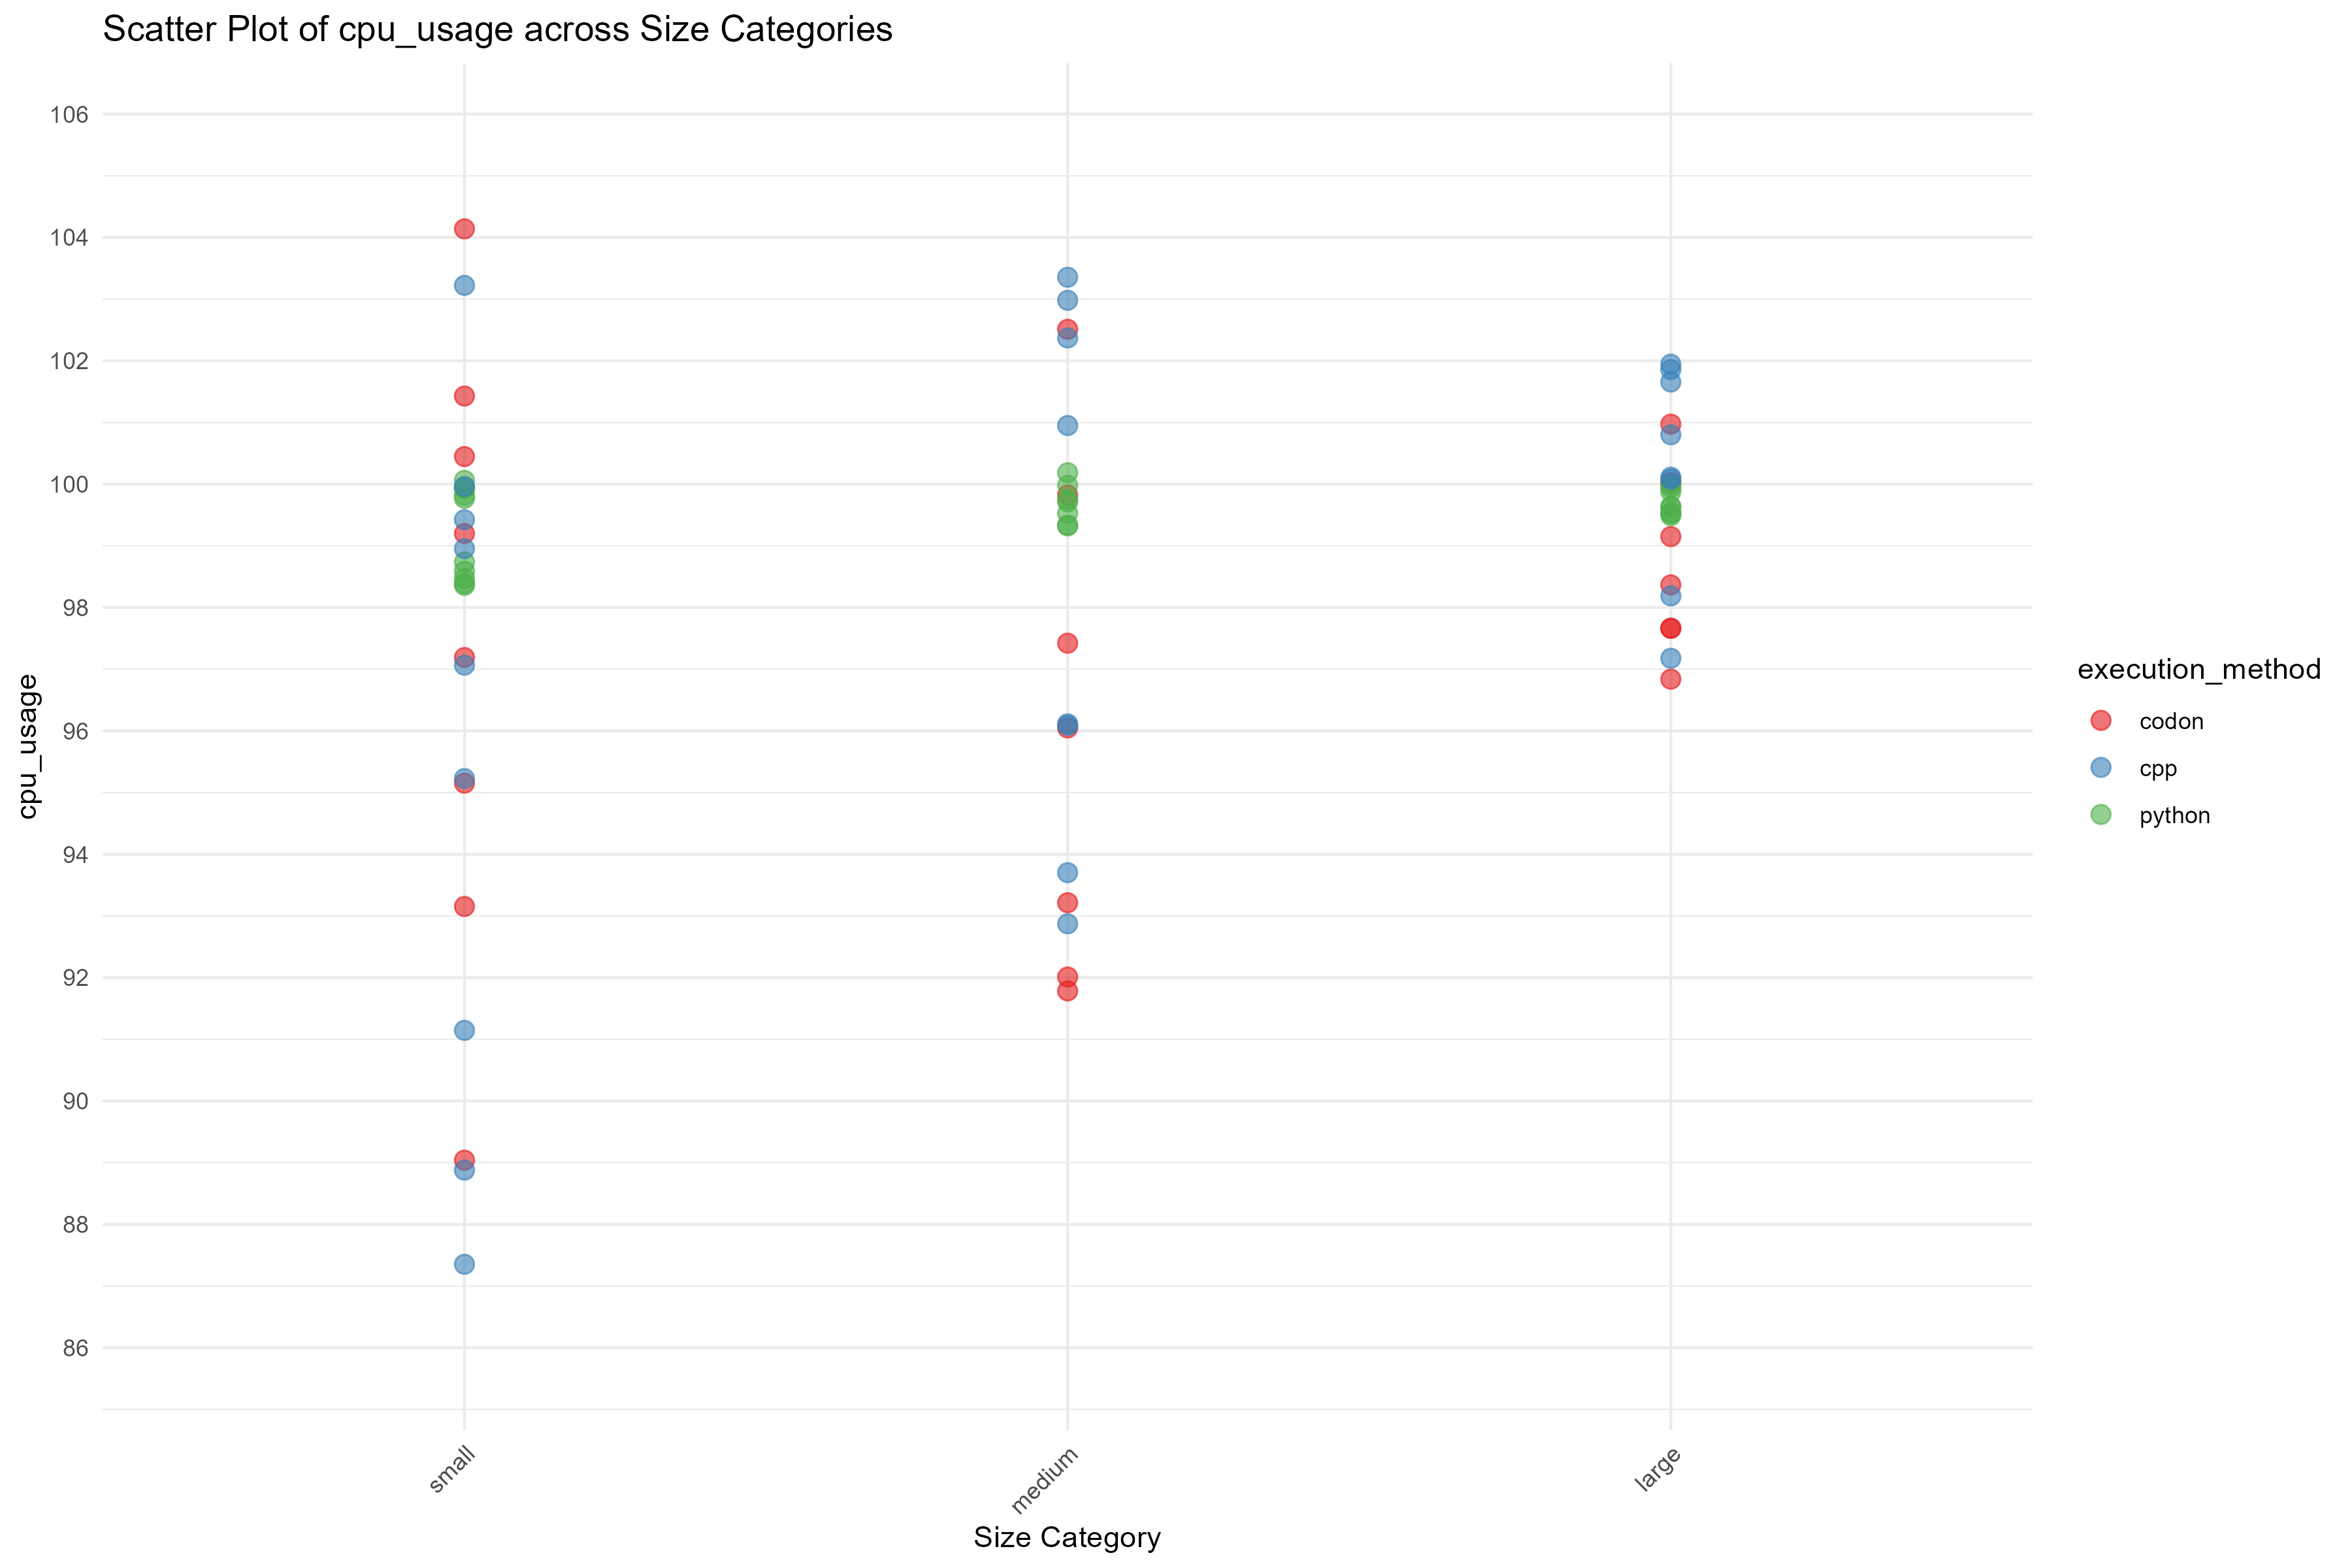 Scatter Plot of cpu_usage across Size Categories
106
104
102
100
98
96
94
92
90
88
86
cpu_usage
small
medium
large
Size Category
execution_method
codon
cpp
python